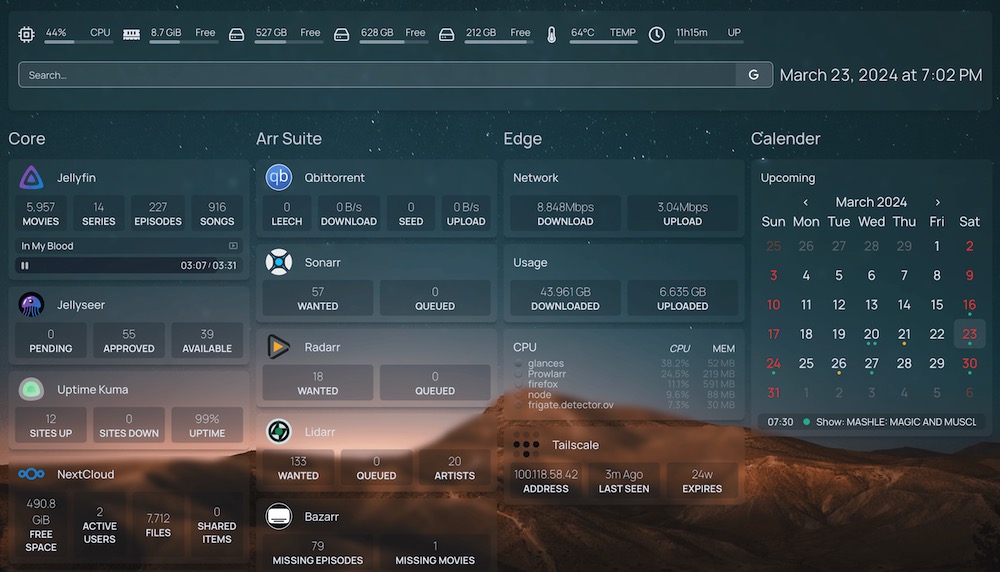 44% CPU 8.7 GiB Free 527 GB Free 628 GB Free 212 GB Free 64°C TEMP 11h15m UP
Search... G March 23, 2024 at 7:02 PM
Core
Jellyfin
5,957 14 227 916
MOVIES SERIES EPISODES SONGS
In My Blood
03:07/03:31
Jellyseer
0 55 39
PENDING APPROVED AVAILABLE
Uptime Kuma
12 0 99%
SITES UP SITES DOWN UPTIME
NextCloud
490.8 GiB 2 7,712 0
FREE SPACE ACTIVE USERS FILES SHARED ITEMS
Arr Suite
qb Qbittorrent
0 0 B/s 0 0 B/s
LEECH DOWNLOAD SEED UPLOAD
Sonarr
57 0
WANTED QUEUED
Radarr
18 0
WANTED QUEUED
Lidarr
133 0 20
WANTED QUEUED ARTISTS
Bazarr
79 1
MISSING EPISODES MISSING MOVIES
Edge
Network
8.848Mbps 3.04Mbps
DOWNLOAD UPLOAD
Usage
43.961 GB 6.635 GB
DOWNLOADED UPLOADED
CPU CPU MEM
glances 38.2% 52 MB
Prowlarr 24.5% 219 MB
firefox 11.1% 591 MB
node 9.6% 88 MB
frigate.detector.ov 7.3% 30 MB
Tailscale
100.118.58.42 3m Ago 24w
ADDRESS LAST SEEN EXPIRES
Calender
Upcoming
‹ March 2024 ›
Sun Mon Tue Wed Thu Fri Sat
25 26 27 28 29 1 2
3 4 5 6 7 8 9
10 11 12 13 14 15 16
17 18 19 20 21 22 23
24 25 26 27 28 29 30
31 1 2 3 4 5 6
07:30 Show: MASHLE: MAGIC AND MUSCL